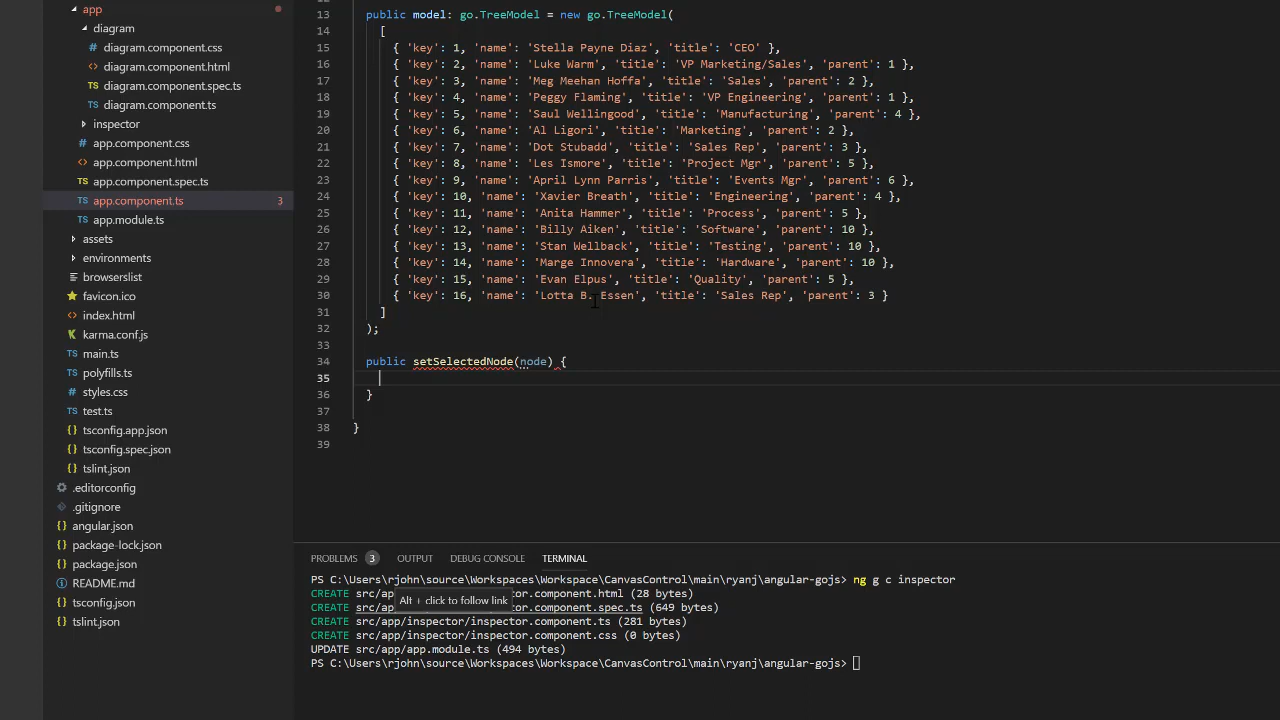 app
diagram
diagram.component.css
diagram.component.html
TS diagram.component.spec.ts
TS diagram.component.ts
inspector
app.component.css
app.component.html
TS app.component.spec.ts
TS app.component.ts 3
TS app.module.ts
assets
environments
browserslist
favicon.ico
index.html
karma.conf.js
TS main.ts
TS polyfills.ts
styles.css
TS test.ts
tsconfig.app.json
tsconfig.spec.json
tslint.json
.editorconfig
.gitignore
angular.json
package-lock.json
package.json
README.md
tsconfig.json
tslint.json
13 public model: go.TreeModel = new go.TreeModel(
14 [
15 { 'key': 1, 'name': 'Stella Payne Diaz', 'title': 'CEO' },
16 { 'key': 2, 'name': 'Luke Warm', 'title': 'VP Marketing/Sales', 'parent': 1 },
17 { 'key': 3, 'name': 'Meg Meehan Hoffa', 'title': 'Sales', 'parent': 2 },
18 { 'key': 4, 'name': 'Peggy Flaming', 'title': 'VP Engineering', 'parent': 1 },
19 { 'key': 5, 'name': 'Saul Wellingood', 'title': 'Manufacturing', 'parent': 4 },
20 { 'key': 6, 'name': 'Al Ligori', 'title': 'Marketing', 'parent': 2 },
21 { 'key': 7, 'name': 'Dot Stubadd', 'title': 'Sales Rep', 'parent': 3 },
22 { 'key': 8, 'name': 'Les Ismore', 'title': 'Project Mgr', 'parent': 5 },
23 { 'key': 9, 'name': 'April Lynn Parris', 'title': 'Events Mgr', 'parent': 6 },
24 { 'key': 10, 'name': 'Xavier Breath', 'title': 'Engineering', 'parent': 4 },
25 { 'key': 11, 'name': 'Anita Hammer', 'title': 'Process', 'parent': 5 },
26 { 'key': 12, 'name': 'Billy Aiken', 'title': 'Software', 'parent': 10 },
27 { 'key': 13, 'name': 'Stan Wellback', 'title': 'Testing', 'parent': 10 },
28 { 'key': 14, 'name': 'Marge Innovera', 'title': 'Hardware', 'parent': 10 },
29 { 'key': 15, 'name': 'Evan Elpus', 'title': 'Quality', 'parent': 5 },
30 { 'key': 16, 'name': 'Lotta B. Essen', 'title': 'Sales Rep', 'parent': 3 }
31 ]
32 );
33
34 public setSelectedNode(node) {
35
36 }
37
38 }
39
PROBLEMS 3 OUTPUT DEBUG CONSOLE TERMINAL
PS C:\Users\rjohn\source\Workspaces\Workspace\CanvasControl\main\ryanj\angular-gojs> ng g c inspector
CREATE src/ap tor.component.html (28 bytes)
Alt + click to follow link
CREATE src/app/inspector/inspector.component.spec.ts (649 bytes)
CREATE src/app/inspector/inspector.component.ts (281 bytes)
CREATE src/app/inspector/inspector.component.css (0 bytes)
UPDATE src/app/app.module.ts (494 bytes)
PS C:\Users\rjohn\source\Workspaces\Workspace\CanvasControl\main\ryanj\angular-gojs>